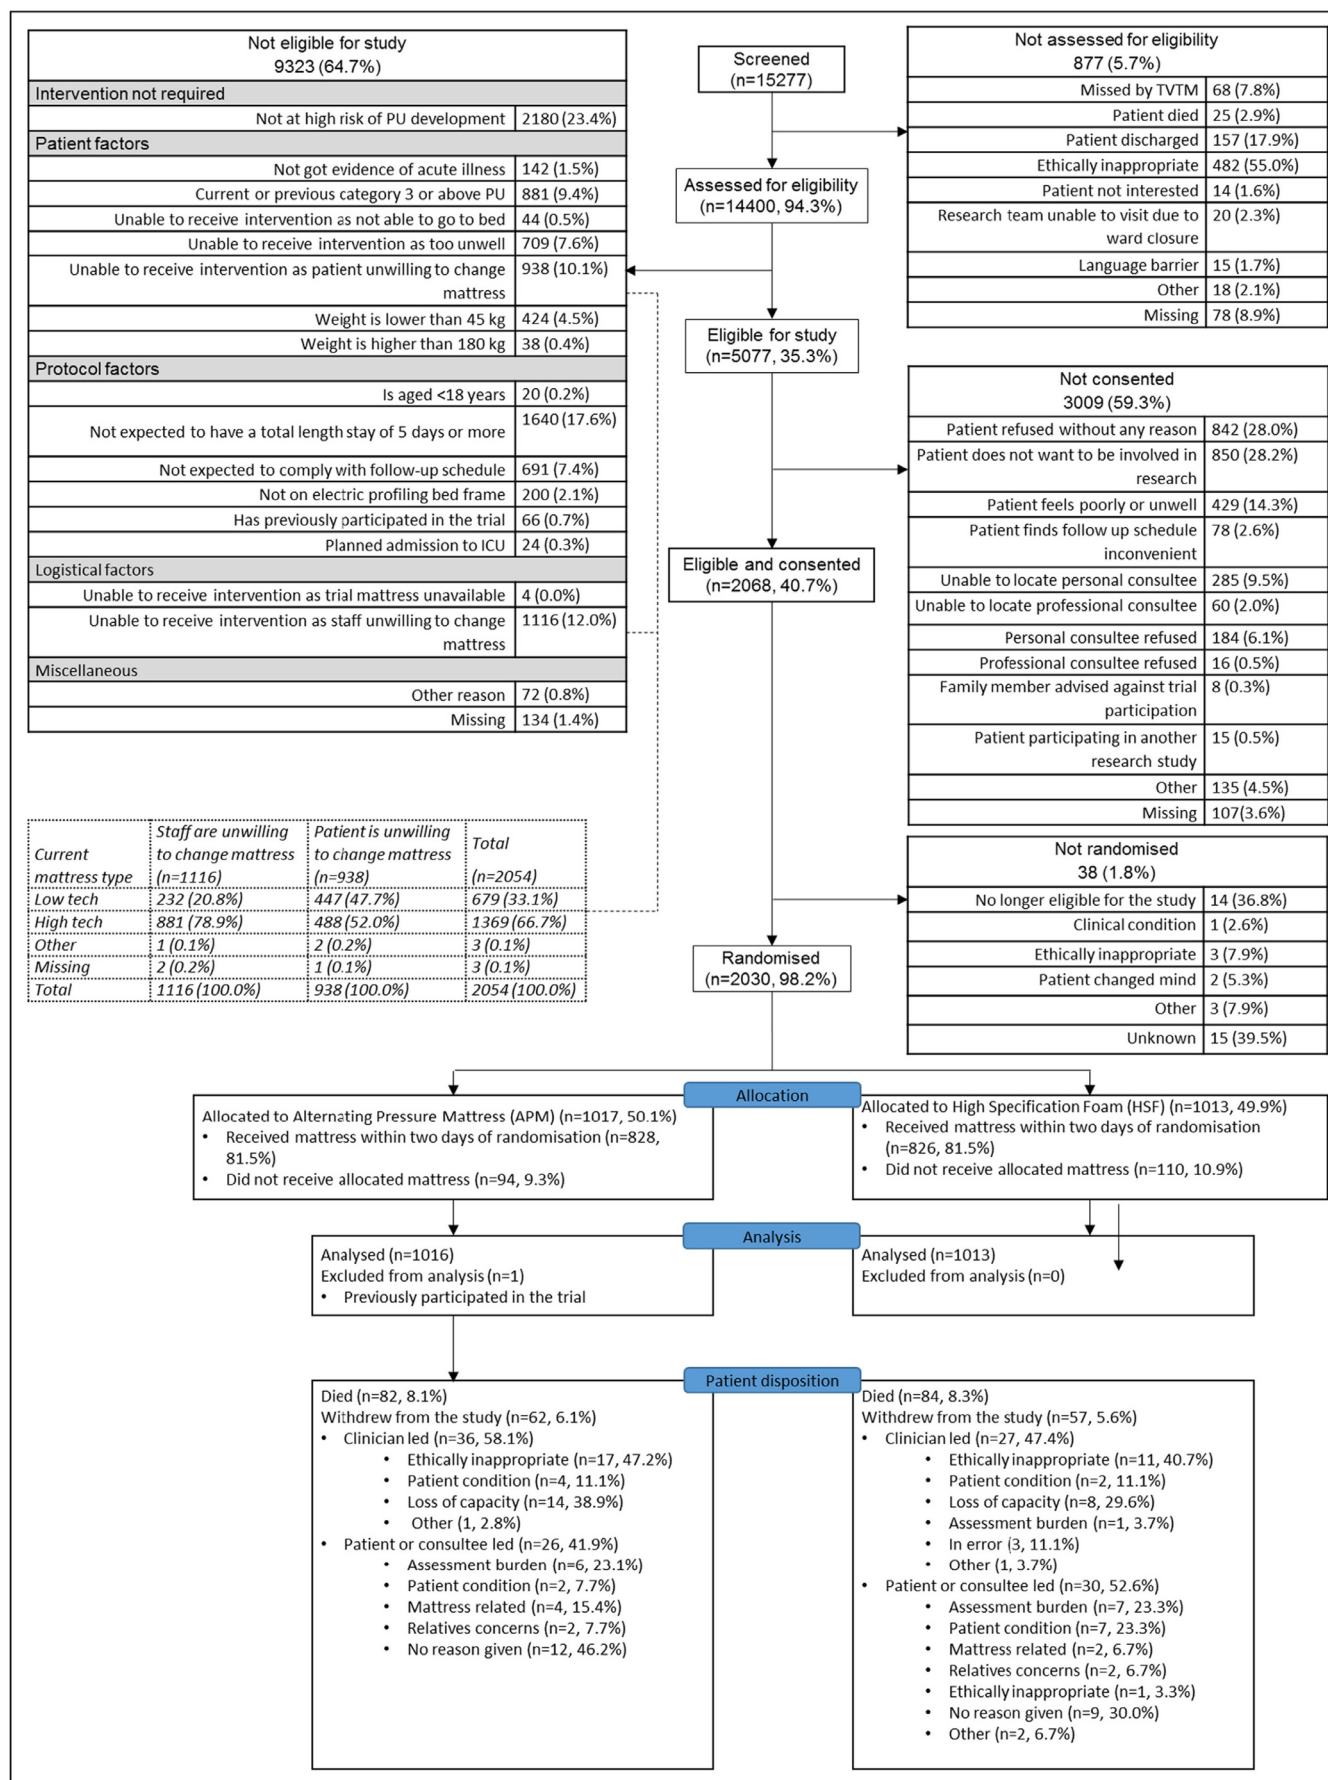 Not eligible for study
9323 (64.7%)
Intervention not required
Not at high risk of PU development 2180 (23.4%)
Patient factors
Not got evidence of acute illness 142 (1.5%)
Current or previous category 3 or above PU 881 (9.4%)
Unable to receive intervention as not able to go to bed 44 (0.5%)
Unable to receive intervention as too unwell 709 (7.6%)
Unable to receive intervention as patient unwilling to change 938 (10.1%)
mattress
Weight is lower than 45 kg 424 (4.5%)
Weight is higher than 180 kg 38 (0.4%)
Protocol factors
Is aged <18 years 20 (0.2%)
Not expected to have a total length stay of 5 days or more 1640 (17.6%)
Not expected to comply with follow-up schedule 691 (7.4%)
Not on electric profiling bed frame 200 (2.1%)
Has previously participated in the trial 66 (0.7%)
Planned admission to ICU 24 (0.3%)
Logistical factors
Unable to receive intervention as trial mattress unavailable 4 (0.0%)
Unable to receive intervention as staff unwilling to change 1116 (12.0%)
mattress
Miscellaneous
Other reason 72 (0.8%)
Missing 134 (1.4%)
Screened
(n=15277)
Not assessed for eligibility
877 (5.7%)
Missed by TVTM 68 (7.8%)
Patient died 25 (2.9%)
Patient discharged 157 (17.9%)
Ethically inappropriate 482 (55.0%)
Patient not interested 14 (1.6%)
Research team unable to visit due to 20 (2.3%)
ward closure
Language barrier 15 (1.7%)
Other 18 (2.1%)
Missing 78 (8.9%)
Assessed for eligibility
(n=14400, 94.3%)
Eligible for study
(n=5077, 35.3%)
Not consented
3009 (59.3%)
Patient refused without any reason 842 (28.0%)
Patient does not want to be involved in 850 (28.2%)
research
Patient feels poorly or unwell 429 (14.3%)
Patient finds follow up schedule 78 (2.6%)
inconvenient
Unable to locate personal consultee 285 (9.5%)
Unable to locate professional consultee 60 (2.0%)
Personal consultee refused 184 (6.1%)
Professional consultee refused 16 (0.5%)
Family member advised against trial 8 (0.3%)
participation
Patient participating in another 15 (0.5%)
research study
Other 135 (4.5%)
Missing 107(3.6%)
Eligible and consented
(n=2068, 40.7%)
Staff are unwilling Patient is unwilling Total
Current to change mattress to change mattress
mattress type (n=1116) (n=938) (n=2054)
Low tech 232 (20.8%) 447 (47.7%) 679 (33.1%)
High tech 881 (78.9%) 488 (52.0%) 1369 (66.7%)
Other 1 (0.1%) 2 (0.2%) 3 (0.1%)
Missing 2 (0.2%) 1 (0.1%) 3 (0.1%)
Total 1116 (100.0%) 938 (100.0%) 2054 (100.0%)
Not randomised
38 (1.8%)
No longer eligible for the study 14 (36.8%)
Clinical condition 1 (2.6%)
Ethically inappropriate 3 (7.9%)
Patient changed mind 2 (5.3%)
Other 3 (7.9%)
Unknown 15 (39.5%)
Randomised
(n=2030, 98.2%)
Allocation
Allocated to Alternating Pressure Mattress (APM) (n=1017, 50.1%)
• Received mattress within two days of randomisation (n=828,
81.5%)
• Did not receive allocated mattress (n=94, 9.3%)
Allocated to High Specification Foam (HSF) (n=1013, 49.9%)
• Received mattress within two days of randomisation
(n=826, 81.5%)
• Did not receive allocated mattress (n=110, 10.9%)
Analysis
Analysed (n=1016)
Excluded from analysis (n=1)
• Previously participated in the trial
Analysed (n=1013)
Excluded from analysis (n=0)
Patient disposition
Died (n=82, 8.1%)
Withdrew from the study (n=62, 6.1%)
• Clinician led (n=36, 58.1%)
• Ethically inappropriate (n=17, 47.2%)
• Patient condition (n=4, 11.1%)
• Loss of capacity (n=14, 38.9%)
• Other (1, 2.8%)
• Patient or consultee led (n=26, 41.9%)
• Assessment burden (n=6, 23.1%)
• Patient condition (n=2, 7.7%)
• Mattress related (n=4, 15.4%)
• Relatives concerns (n=2, 7.7%)
• No reason given (n=12, 46.2%)
Died (n=84, 8.3%)
Withdrew from the study (n=57, 5.6%)
• Clinician led (n=27, 47.4%)
• Ethically inappropriate (n=11, 40.7%)
• Patient condition (n=2, 11.1%)
• Loss of capacity (n=8, 29.6%)
• Assessment burden (n=1, 3.7%)
• In error (3, 11.1%)
• Other (1, 3.7%)
• Patient or consultee led (n=30, 52.6%)
• Assessment burden (n=7, 23.3%)
• Patient condition (n=7, 23.3%)
• Mattress related (n=2, 6.7%)
• Relatives concerns (n=2, 6.7%)
• Ethically inappropriate (n=1, 3.3%)
• No reason given (n=9, 30.0%)
• Other (n=2, 6.7%)